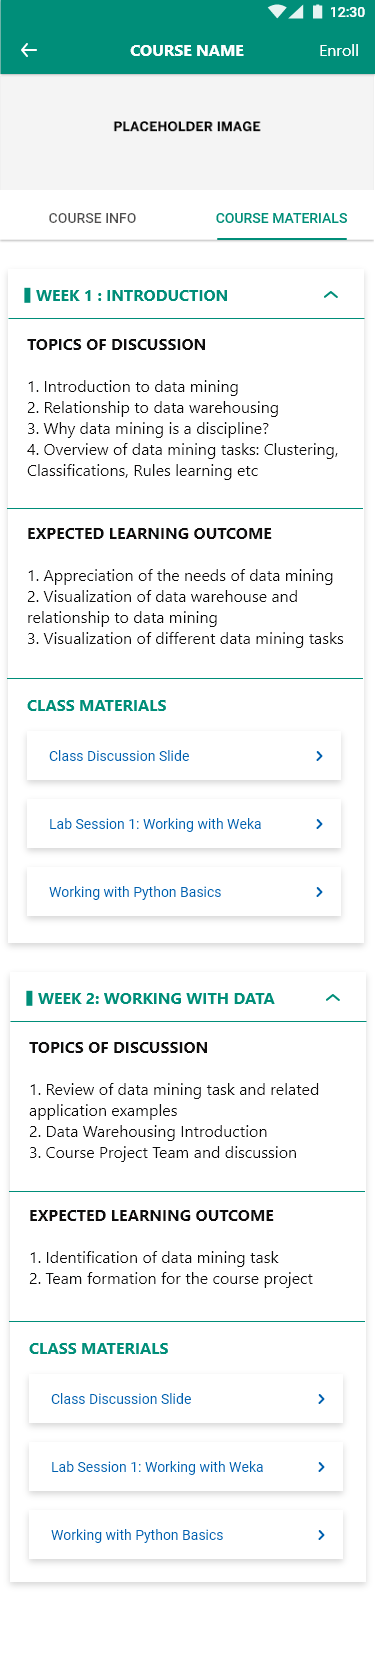 12:30
COURSE NAME
Enroll
PLACEHOLDER IMAGE
COURSE INFO
COURSE MATERIALS
WEEK 1 : INTRODUCTION
TOPICS OF DISCUSSION
1. Introduction to data mining
2. Relationship to data warehousing
3. Why data mining is a discipline?
4. Overview of data mining tasks: Clustering,
Classifications, Rules learning etc
EXPECTED LEARNING OUTCOME
1. Appreciation of the needs of data mining
2. Visualization of data warehouse and
relationship to data mining
3. Visualization of different data mining tasks
CLASS MATERIALS
Class Discussion Slide
Lab Session 1: Working with Weka
Working with Python Basics
WEEK 2: WORKING WITH DATA
TOPICS OF DISCUSSION
1. Review of data mining task and related
application examples
2. Data Warehousing Introduction
3. Course Project Team and discussion
EXPECTED LEARNING OUTCOME
1. Identification of data mining task
2. Team formation for the course project
CLASS MATERIALS
Class Discussion Slide
Lab Session 1: Working with Weka
Working with Python Basics